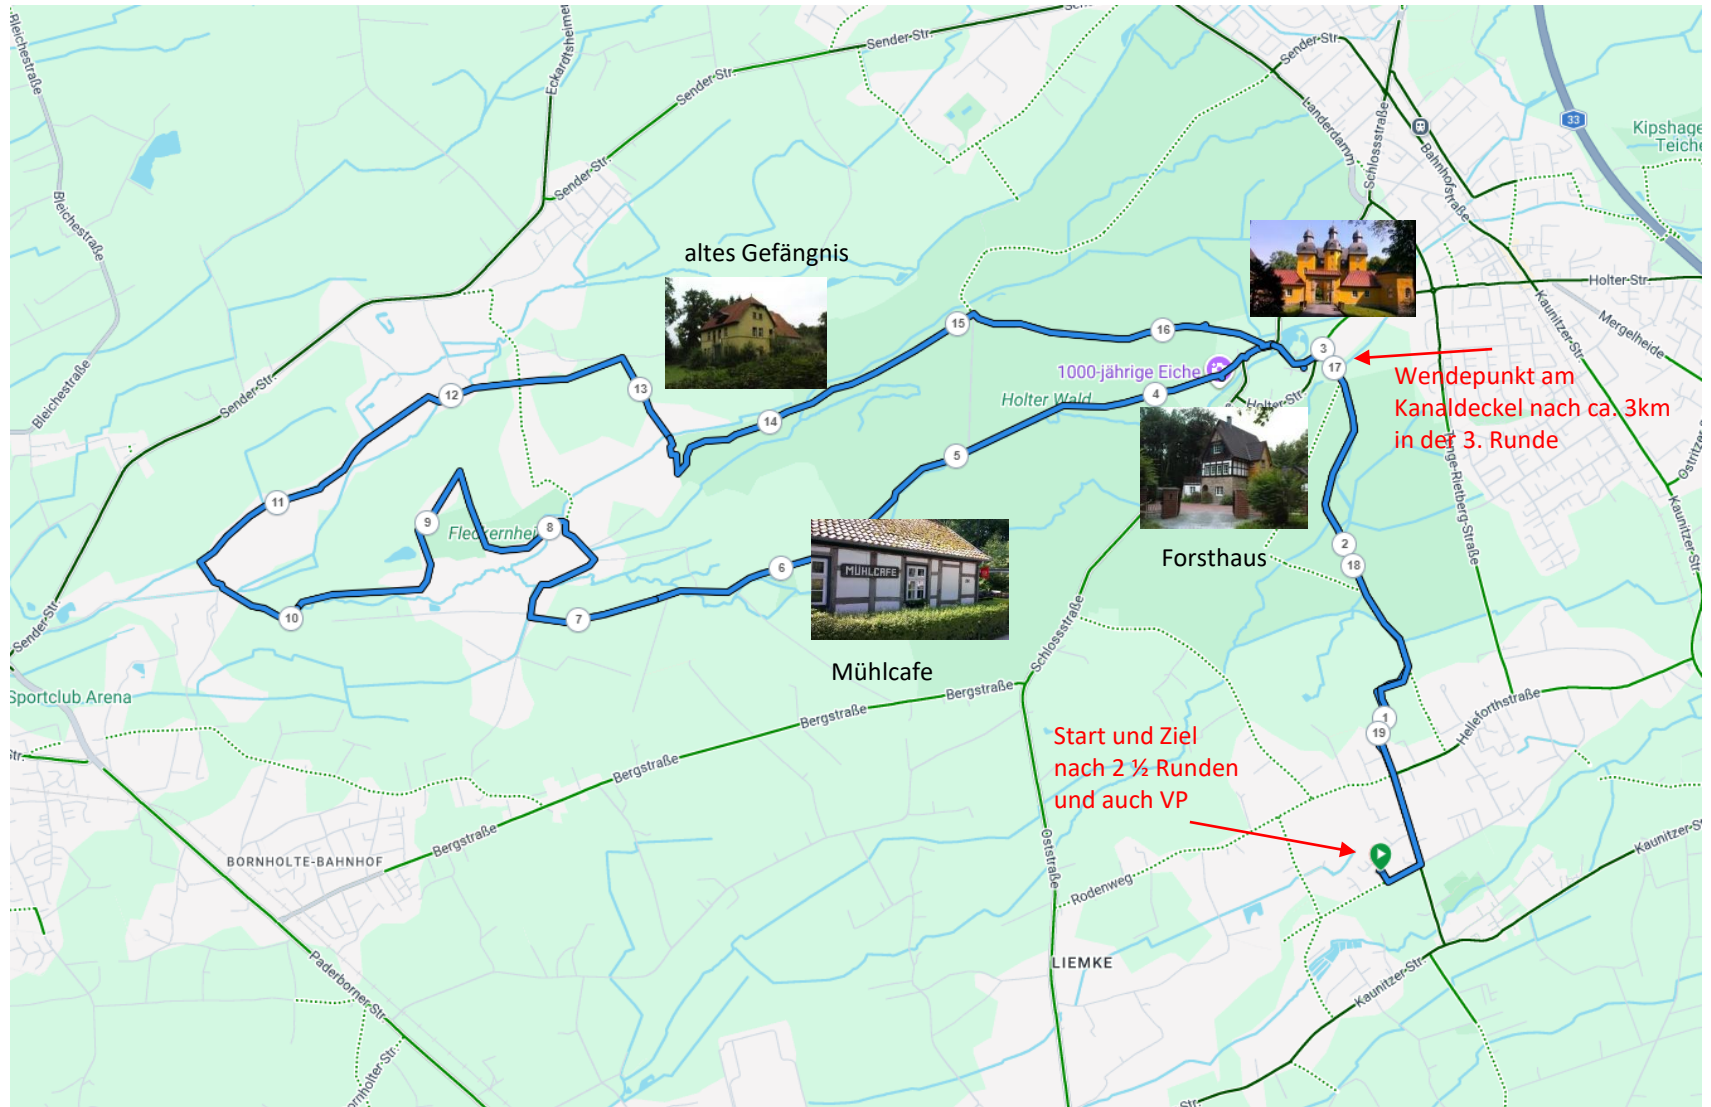 Bleichestraße
Eckardtsheimer
Sender Str.
Sender-Str.
Sender-Str.
Sender-Str.
Landerdamm
Schlossstraße
Bahnhofstraße
33
Kipshage
Teiche
Bleichestraße
altes Gefängnis
Holter-Str.
Kaunitzer-Str.
Mergelheide
15
16
3
17
1000-jährige Eiche
Holter Wald
4
Holter-Str.
Wendepunkt am
Kanaldeckel nach ca. 3km
in der 3. Runde
Bleichestraße
Sender-Str.
12
13
14
5
11
9
8
6
7
10
MÜHLCAFE
Mühlcafe
Forsthaus
2
18
Kaunitzer-Str.
Schlossstraße
Sender-Str.
Sportclub Arena
Bergstraße
Bergstraße
Bergstraße
Bergstraße
1
19
Helleforthstraße
Start und Ziel
nach 2 ½ Runden
und auch VP
Oststraße
Rodenweg
BORNHOLTE-BAHNHOF
Paderborner-Str.
LIEMKE
Kaunitzer-Str.
Kaunitzer-S
ornholter-Str.
Str.
Str.